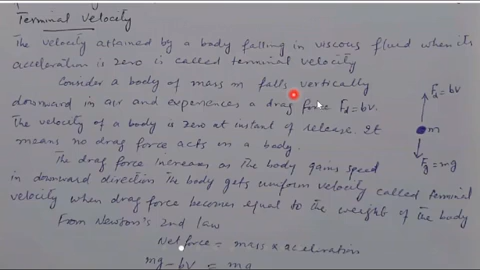 Terminal Velocity
The velocity attained by a body falling in viscous fluid when its
acceleration is zero is called terminal velocity
Consider a body of mass m falls vertically
downward in air and experiences a drag force Fd=bv.
The velocity of a body is zero at instant of release. It
means no drag force acts on a body.
The drag force increases as the body gains speed
in downward direction The body gets uniform velocity called terminal
velocity when drag force becomes equal to the weight of the body
From Newton's 2nd law
Net force = mass x acceleration
mg - bv = ma
Fd = bv
m
Fg = mg